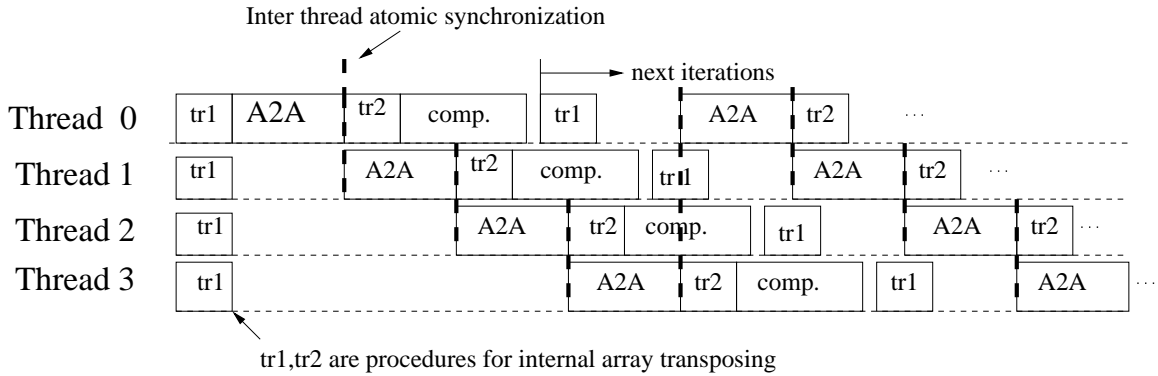 Inter thread atomic synchronization
next iterations
Thread 0 tr1 A2A tr2 comp. tr1 A2A tr2 ...
Thread 1 tr1 A2A tr2 comp. tr1 A2A tr2 ...
Thread 2 tr1 A2A tr2 comp. tr1 A2A tr2 ...
Thread 3 tr1 A2A tr2 comp. tr1 A2A ...
tr1,tr2 are procedures for internal array transposing